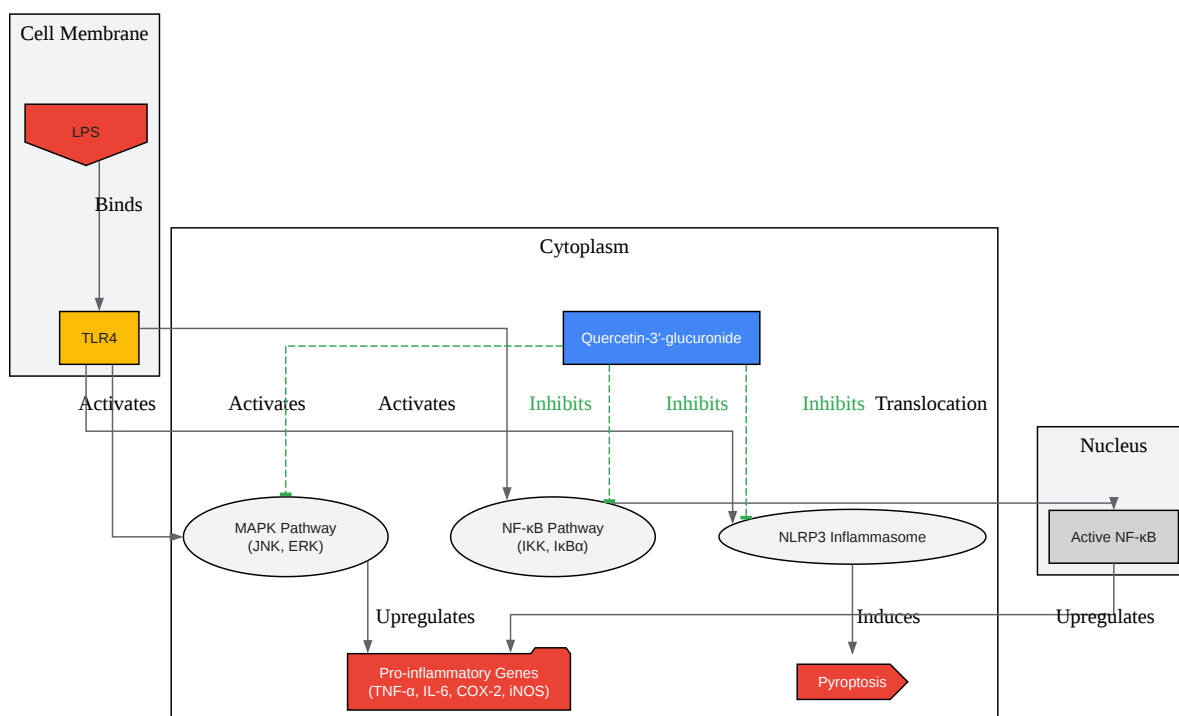 Cell Membrane
LPS
Binds
Cytoplasm
TLR4
Quercetin-3'-glucuronide
Activates
Activates
Activates
Inhibits
Inhibits
Inhibits
Translocation
Nucleus
MAPK Pathway
(JNK, ERK)
NF-κB Pathway
(IKK, IκBα)
NLRP3 Inflammasome
Active NF-κB
Upregulates
Induces
Upregulates
Pro-inflammatory Genes
(TNF-α, IL-6, COX-2, iNOS)
Pyroptosis